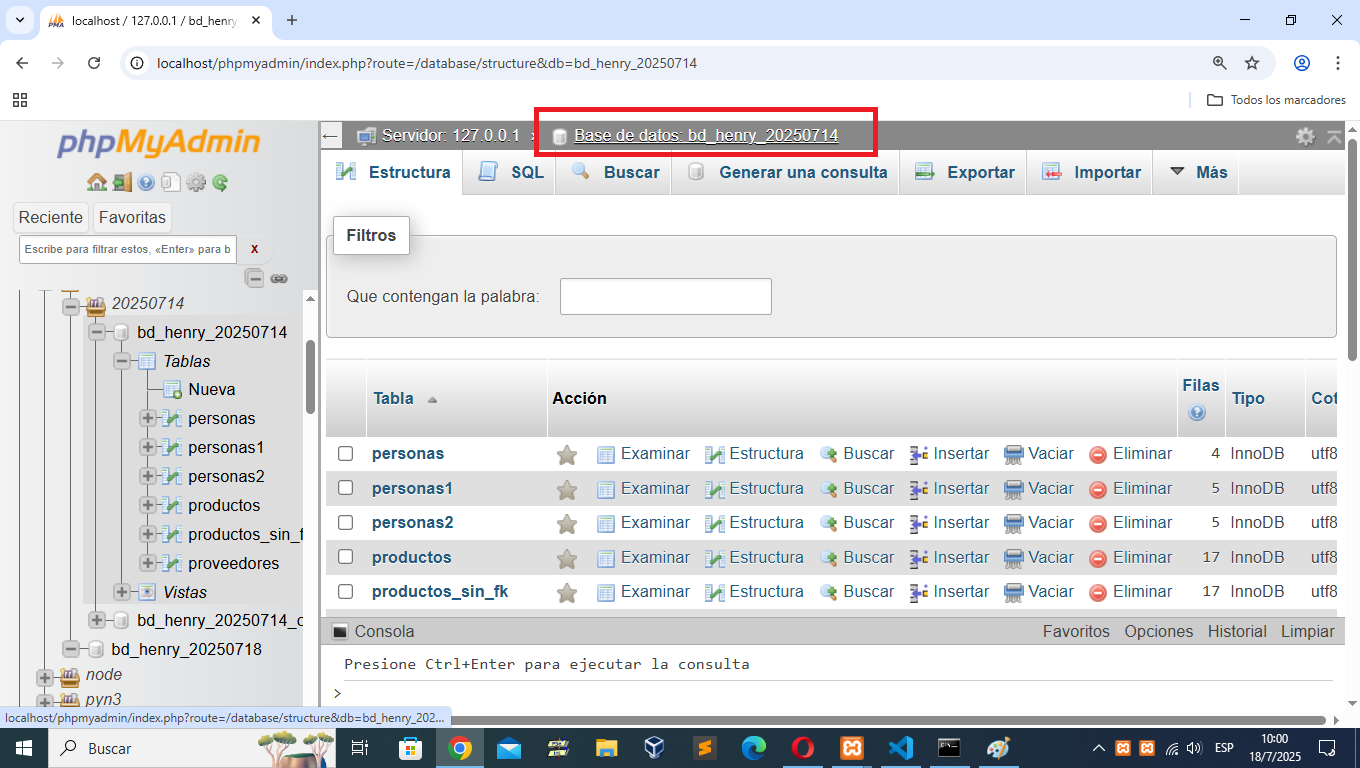 localhost / 127.0.0.1 / bd_henry
localhost/phpmyadmin/index.php?route=/database/structure&db=bd_henry_20250714
Todos los marcadores
phpMyAdmin
Reciente Favoritas
Escribe para filtrar estos, «Enter» para b X
20250714
bd_henry_20250714
Tablas
Nueva
personas
personas1
personas2
productos
productos_sin_f
proveedores
Vistas
bd_henry_20250714_c
bd_henry_20250718
node
pyn3
Servidor: 127.0.0.1 » Base de datos: bd_henry_20250714
Estructura SQL Buscar Generar una consulta Exportar Importar Más
Filtros
Que contengan la palabra:
Tabla Acción Filas Tipo Cot
personas Examinar Estructura Buscar Insertar Vaciar Eliminar 4 InnoDB utf8
personas1 Examinar Estructura Buscar Insertar Vaciar Eliminar 5 InnoDB utf8
personas2 Examinar Estructura Buscar Insertar Vaciar Eliminar 5 InnoDB utf8
productos Examinar Estructura Buscar Insertar Vaciar Eliminar 17 InnoDB utf8
productos_sin_fk Examinar Estructura Buscar Insertar Vaciar Eliminar 17 InnoDB utf8
Consola Favoritos Opciones Historial Limpiar
Presione Ctrl+Enter para ejecutar la consulta
>
localhost/phpmyadmin/index.php?route=/database/structure&db=bd_henry_202...
Buscar
ESP
10:00
18/7/2025